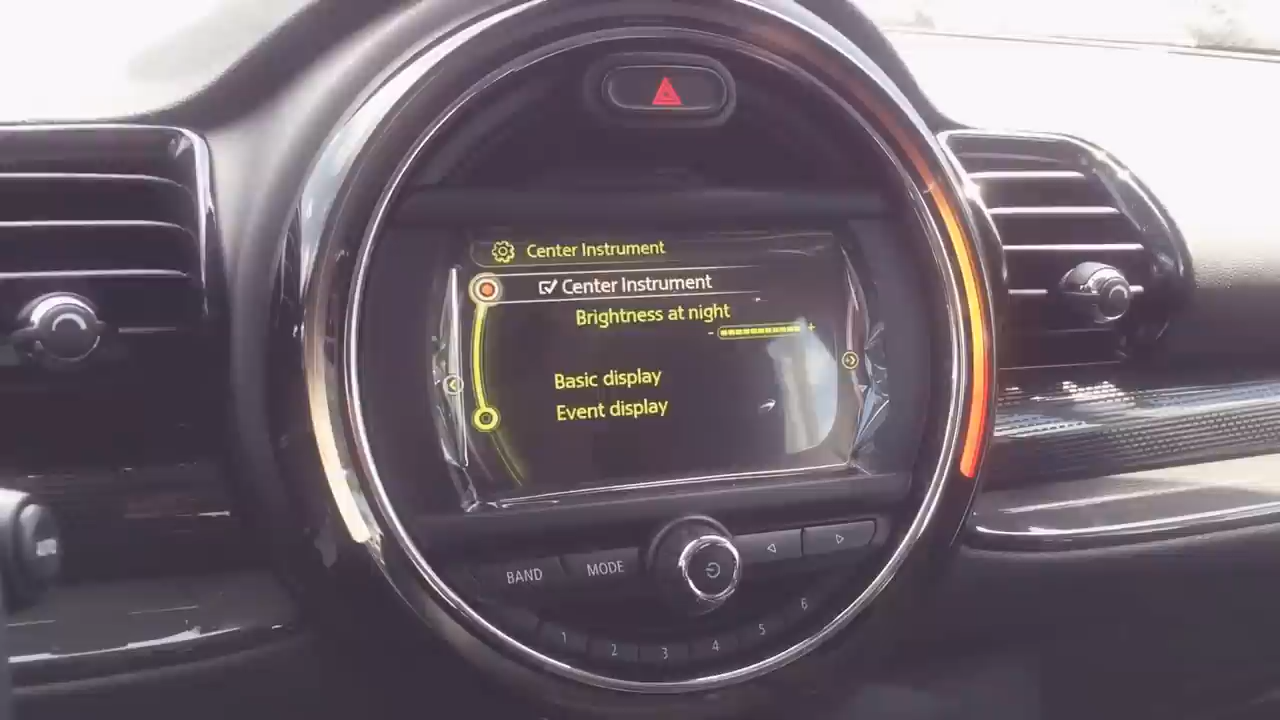 Center Instrument
Center Instrument
Brightness at night
- +
Basic display
Event display
BAND MODE
1 2 3 4 5 6